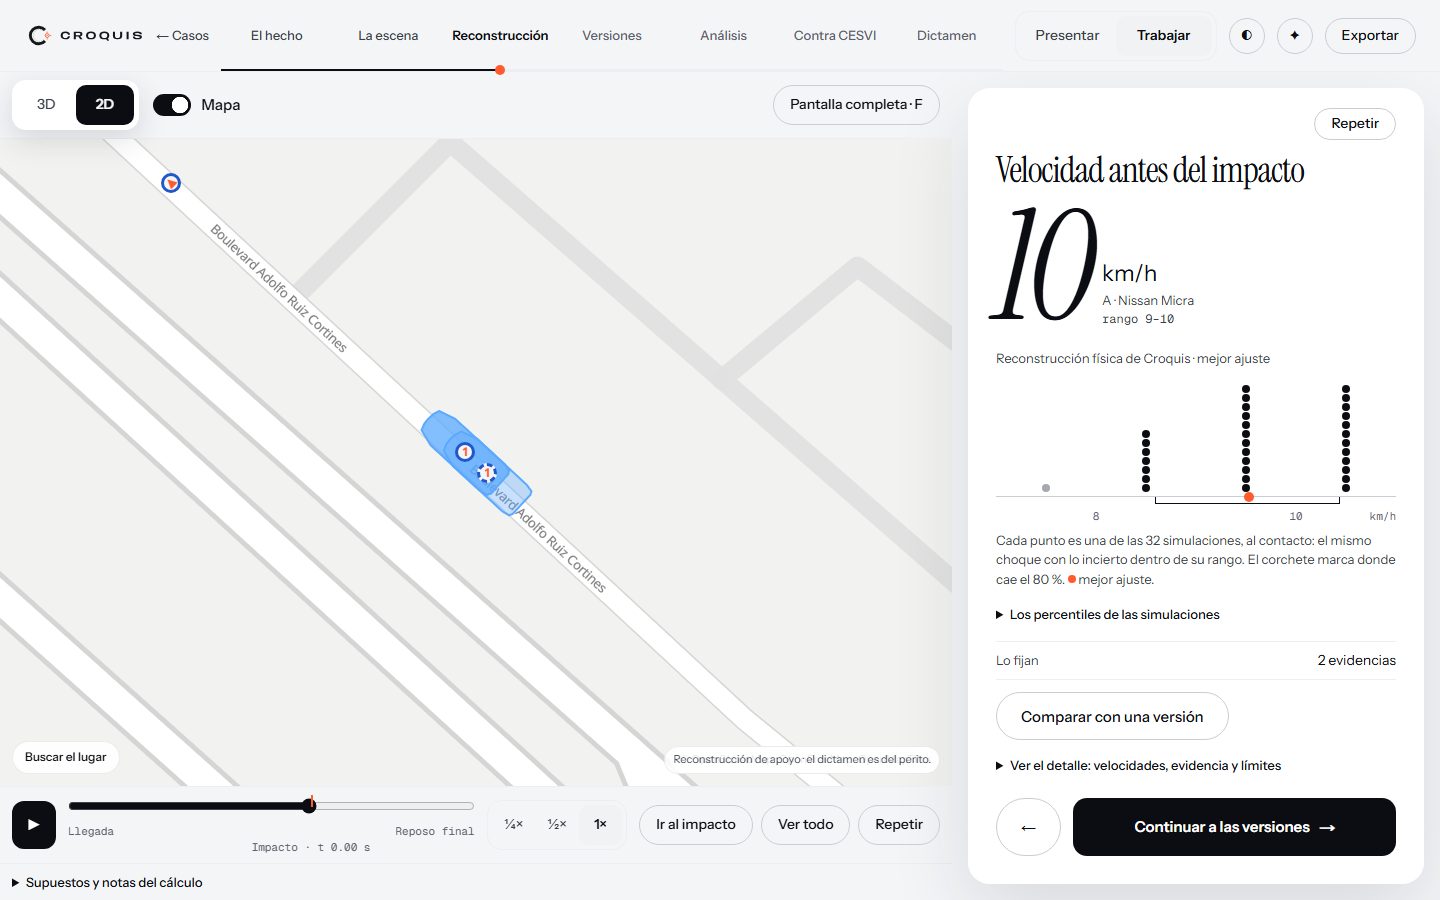 CROQUIS
← Casos
El hecho
La escena
Reconstrucción
Versiones
Análisis
Contra CESVI
Dictamen
Presentar
Trabajar
Exportar
3D
2D
Mapa
Pantalla completa · F
Boulevard Adolfo Ruiz Cortines
1
1
vard Adolfo Ruiz Cortines
Buscar el lugar
Reconstrucción de apoyo · el dictamen es del perito.
Llegada
Reposo final
Impacto · t 0.00 s
¼×
½×
1×
Ir al impacto
Ver todo
Repetir
Supuestos y notas del cálculo
Repetir
Velocidad antes del impacto
10
km/h
A · Nissan Micra
rango 9–10
Reconstrucción física de Croquis · mejor ajuste
8
10
km/h
Cada punto es una de las 32 simulaciones, al contacto: el mismo
choque con lo incierto dentro de su rango. El corchete marca donde
cae el 80 %. mejor ajuste.
Los percentiles de las simulaciones
Lo fijan
2 evidencias
Comparar con una versión
Ver el detalle: velocidades, evidencia y límites
←
Continuar a las versiones →